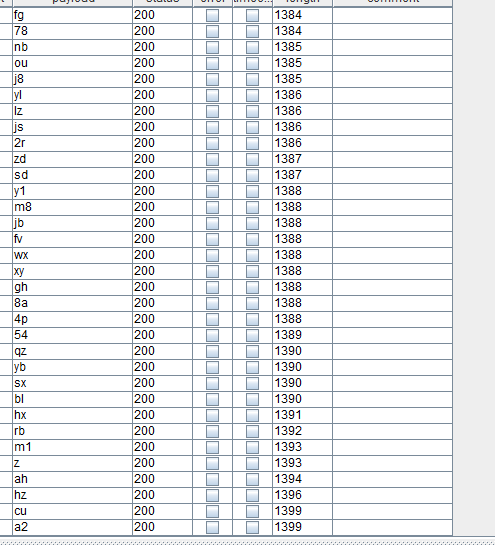 payload status error timeo... length comment
fg 200 1384
78 200 1384
nb 200 1385
ou 200 1385
j8 200 1385
yl 200 1386
lz 200 1386
js 200 1386
2r 200 1386
zd 200 1387
sd 200 1387
y1 200 1388
m8 200 1388
jb 200 1388
fv 200 1388
wx 200 1388
xy 200 1388
gh 200 1388
8a 200 1388
4p 200 1388
54 200 1389
qz 200 1390
yb 200 1390
sx 200 1390
bl 200 1390
hx 200 1391
rb 200 1392
m1 200 1393
z 200 1393
ah 200 1394
hz 200 1396
cu 200 1399
a2 200 1399